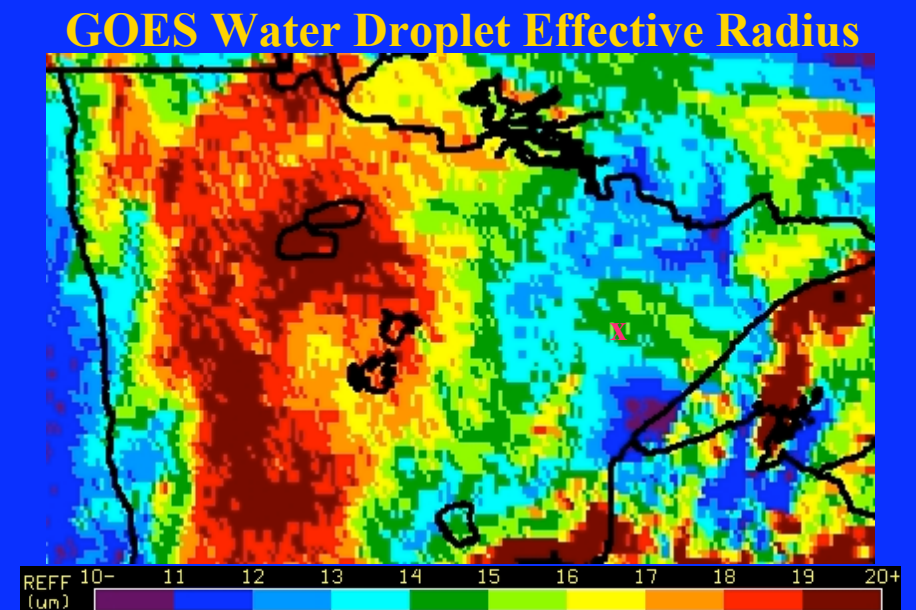 GOES Water Droplet Effective Radius
X
REFF 10- 11 12 13 14 15 16 17 18 19 20+
(um)